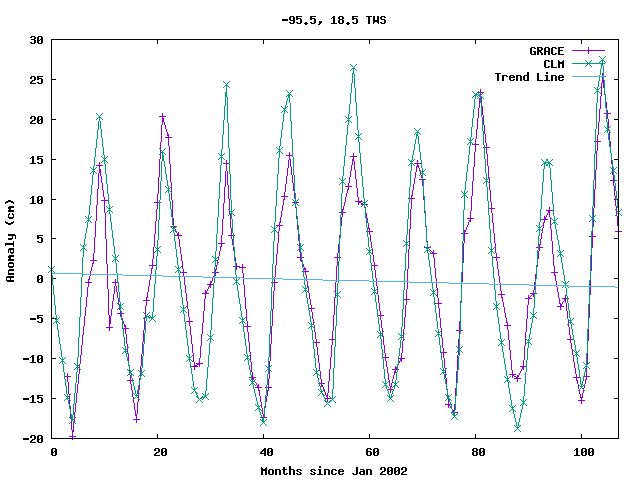 -95.5, 18.5 TWS
GRACE
CLM
Trend Line
30
25
20
15
10
5
0
-5
-10
-15
-20
Anomaly (cm)
0 20 40 60 80 100
Months since Jan 2002